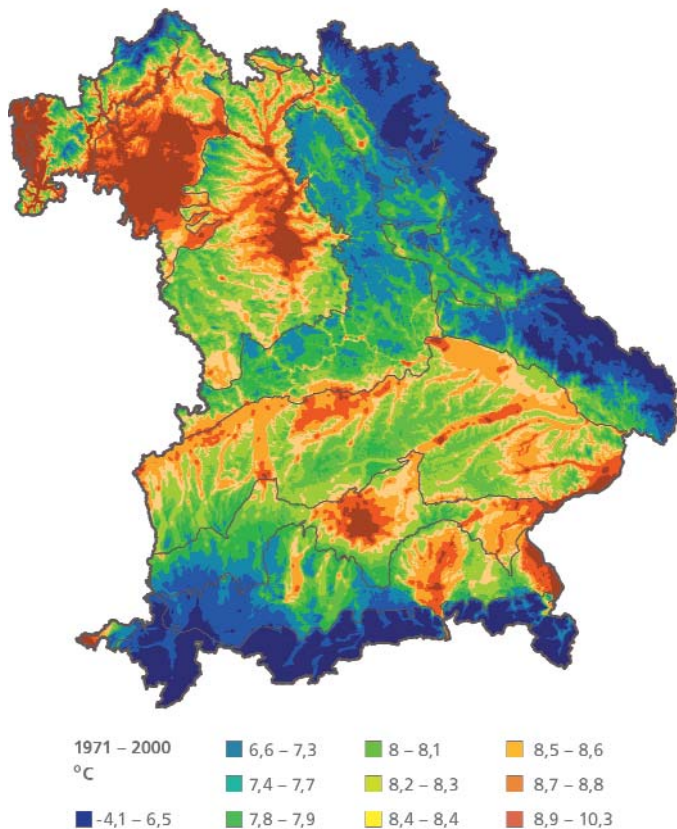 1971 – 2000
°C
-4,1 – 6,5
6,6 – 7,3
7,4 – 7,7
7,8 – 7,9
8 – 8,1
8,2 – 8,3
8,4 – 8,4
8,5 – 8,6
8,7 – 8,8
8,9 – 10,3